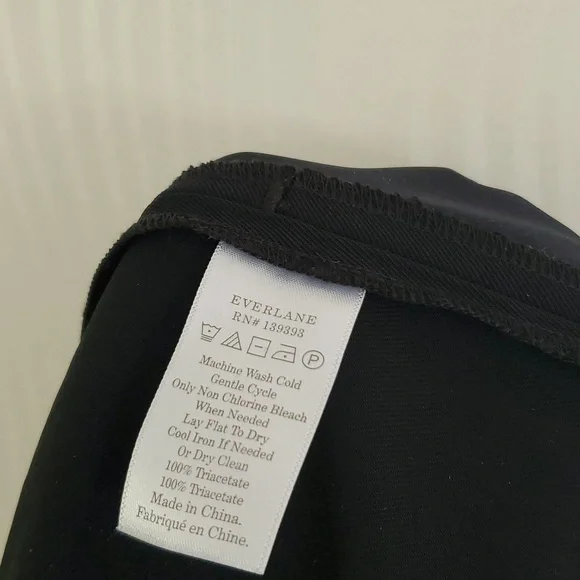 EVERLANE
RN# 139393
P
Machine Wash Cold
Gentle Cycle
Only Non Chlorine Bleach
When Needed
Lay Flat To Dry
Cool Iron If Needed
Or Dry Clean
100% Triacetate
100% Triacetate
Made in China.
Fabriqué en Chine.